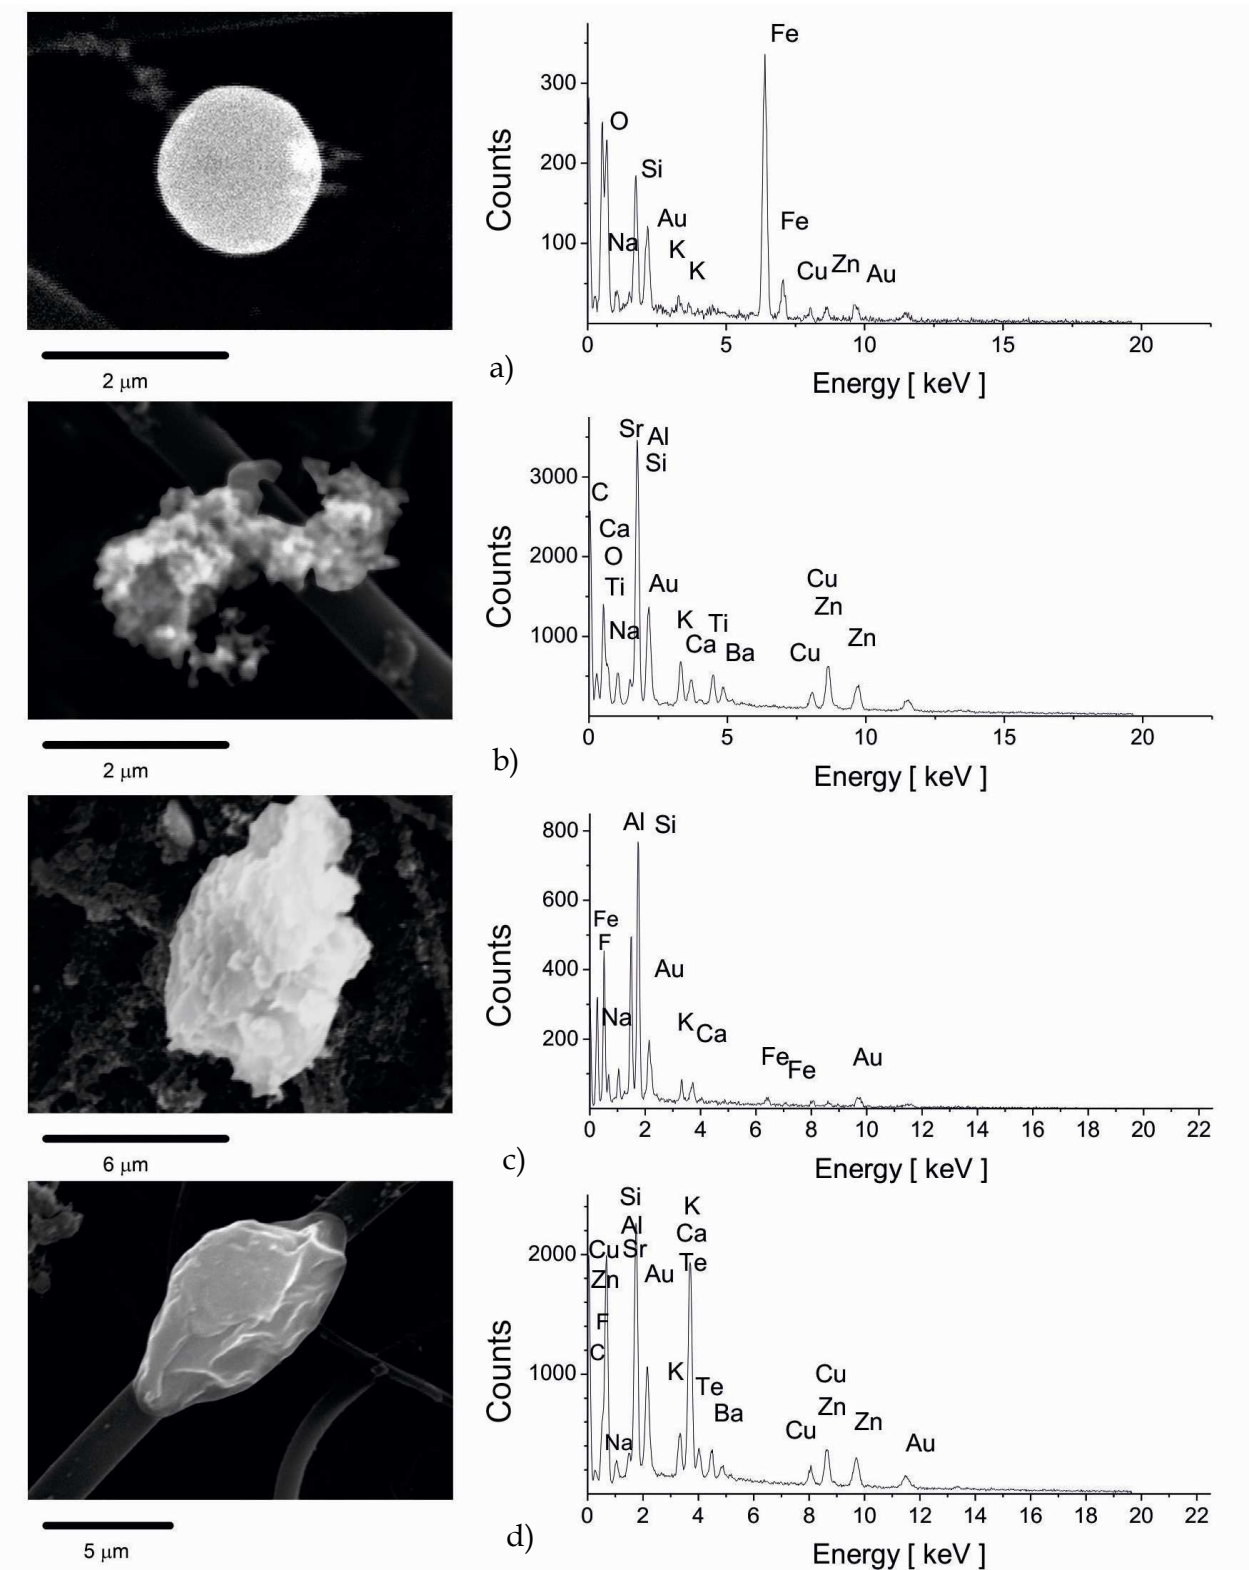 Fe
300
O
200
Si
Au
Fe
Na
K
100
K
Cu Zn Au
Counts
0 5 10 15 20
Energy [ keV ]
2 μm
a)
Sr Al
Si
3000
C
Ca
2000
O
Ti
Au
Cu
Zn
K
Ti
1000
Na
Ca
Ba
Cu
Zn
Counts
0 5 10 15 20
Energy [ keV ]
2 μm
b)
Al Si
800
600
Fe
F
400
Au
Na
K
Ca
200
Fe
Fe
Au
Counts
0 2 4 6 8 10 12 14 16 18 20 22
Energy [ keV ]
6 μm
c)
Si
K
Al
Ca
Cu
Sr
2000
Te
Zn
Au
F
C
1000
K
Te
Cu
Ba
Zn
Zn
Cu
Na
Au
Counts
0 2 4 6 8 10 12 14 16 18 20 22
Energy [ keV ]
5 μm
d)